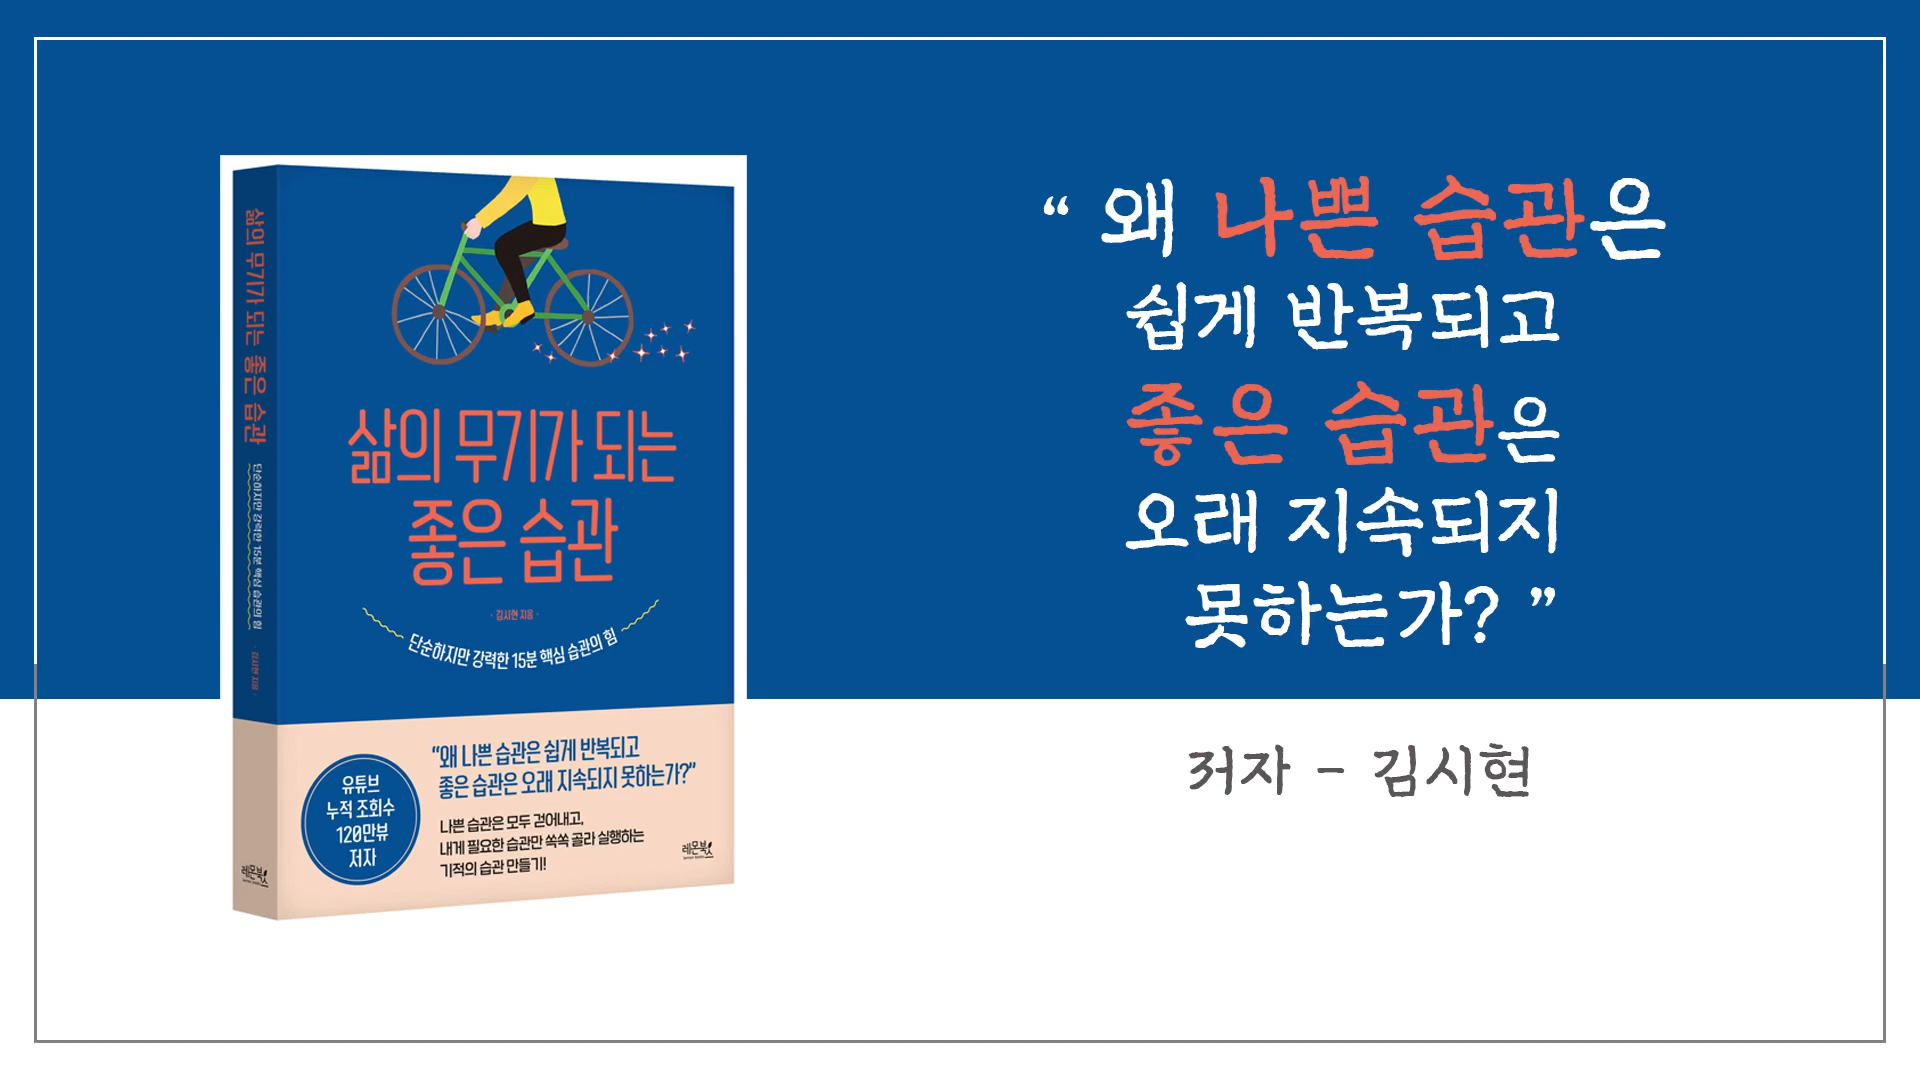 삶의 무기가 되는 좋은 습관
단순하지만 강력한 15분 핵심 습관의 힘
· 김시현 지음 ·
레몬북스
삶의 무기가 되는
좋은 습관
· 김시현 지음 ·
단순하지만 강력한 15분 핵심 습관의 힘
유튜브
누적 조회수
120만뷰
저자
“왜 나쁜 습관은 쉽게 반복되고
좋은 습관은 오래 지속되지 못하는가?”
나쁜 습관은 모두 걷어내고,
내게 필요한 습관만 쏙쏙 골라 실행하는
기적의 습관 만들기!
레몬북스
“ 왜 나쁜 습관은
쉽게 반복되고
좋은 습관은
오래 지속되지
못하는가? ”
저자 - 김시현